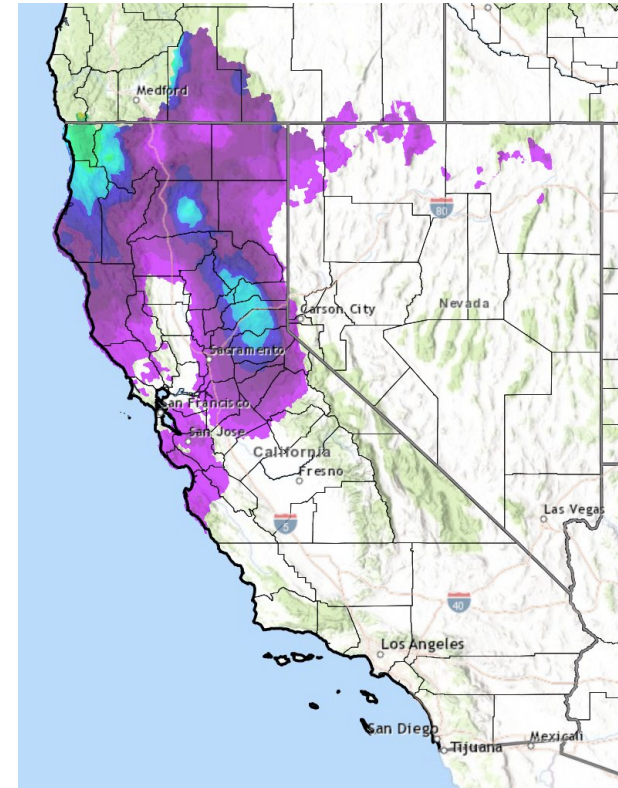 Medford
80
Carson City
Nevada
Sacramento
San Francisco
San Jose
California
Fresno
5
Las Vegas
40
Los Angeles
San Diego
Tijuana
Mexicali